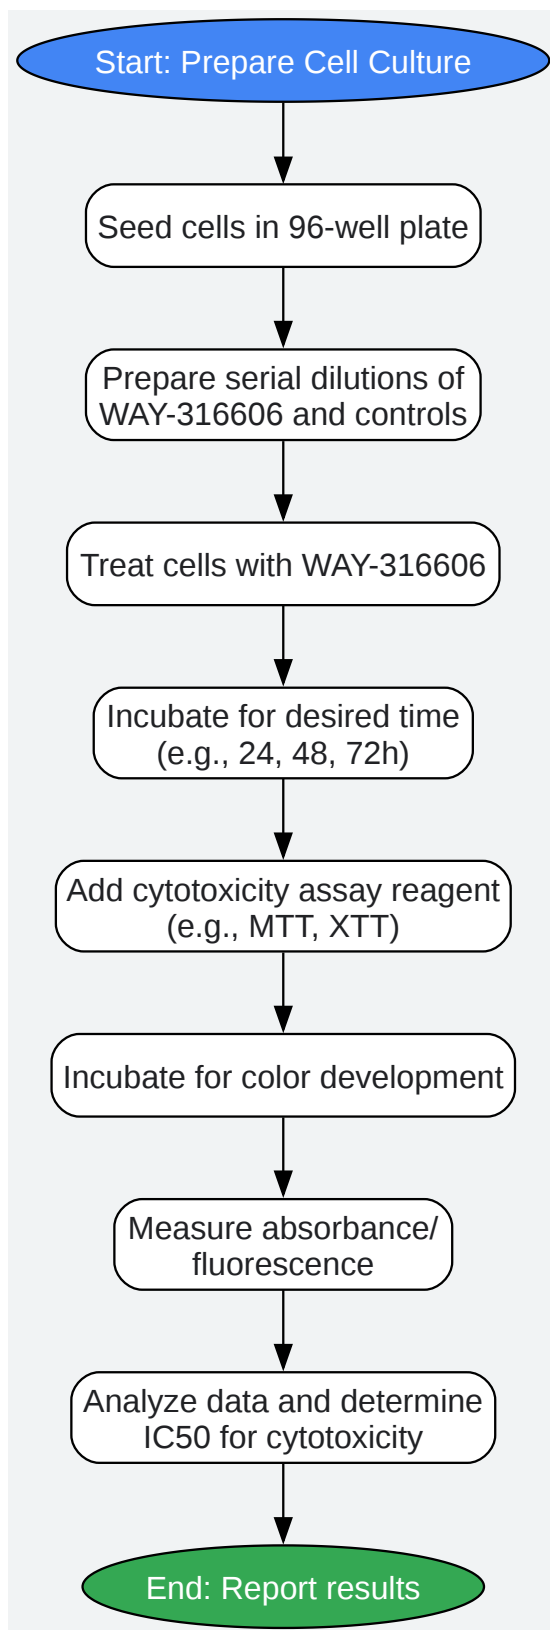 Start: Prepare Cell Culture
Seed cells in 96-well plate
Prepare serial dilutions of
WAY-316606 and controls
Treat cells with WAY-316606
Incubate for desired time
(e.g., 24, 48, 72h)
Add cytotoxicity assay reagent
(e.g., MTT, XTT)
Incubate for color development
Measure absorbance/
fluorescence
Analyze data and determine
IC50 for cytotoxicity
End: Report results